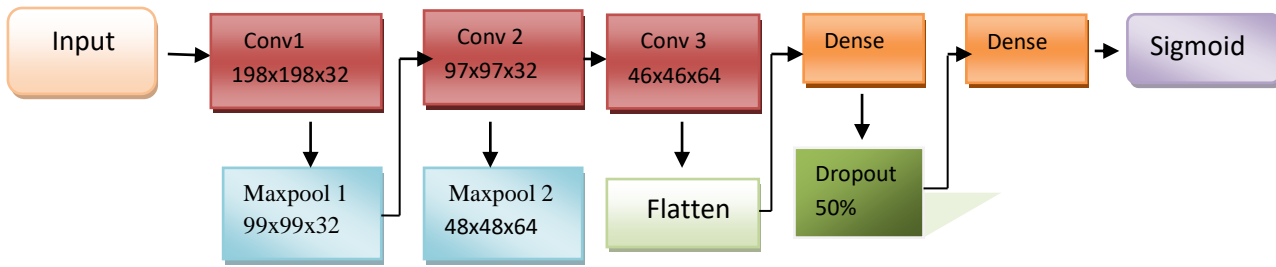 Input
Conv1
198x198x32
Conv 2
97x97x32
Conv 3
46x46x64
Dense
Dense
Sigmoid
Maxpool 1
99x99x32
Maxpool 2
48x48x64
Flatten
Dropout
50%